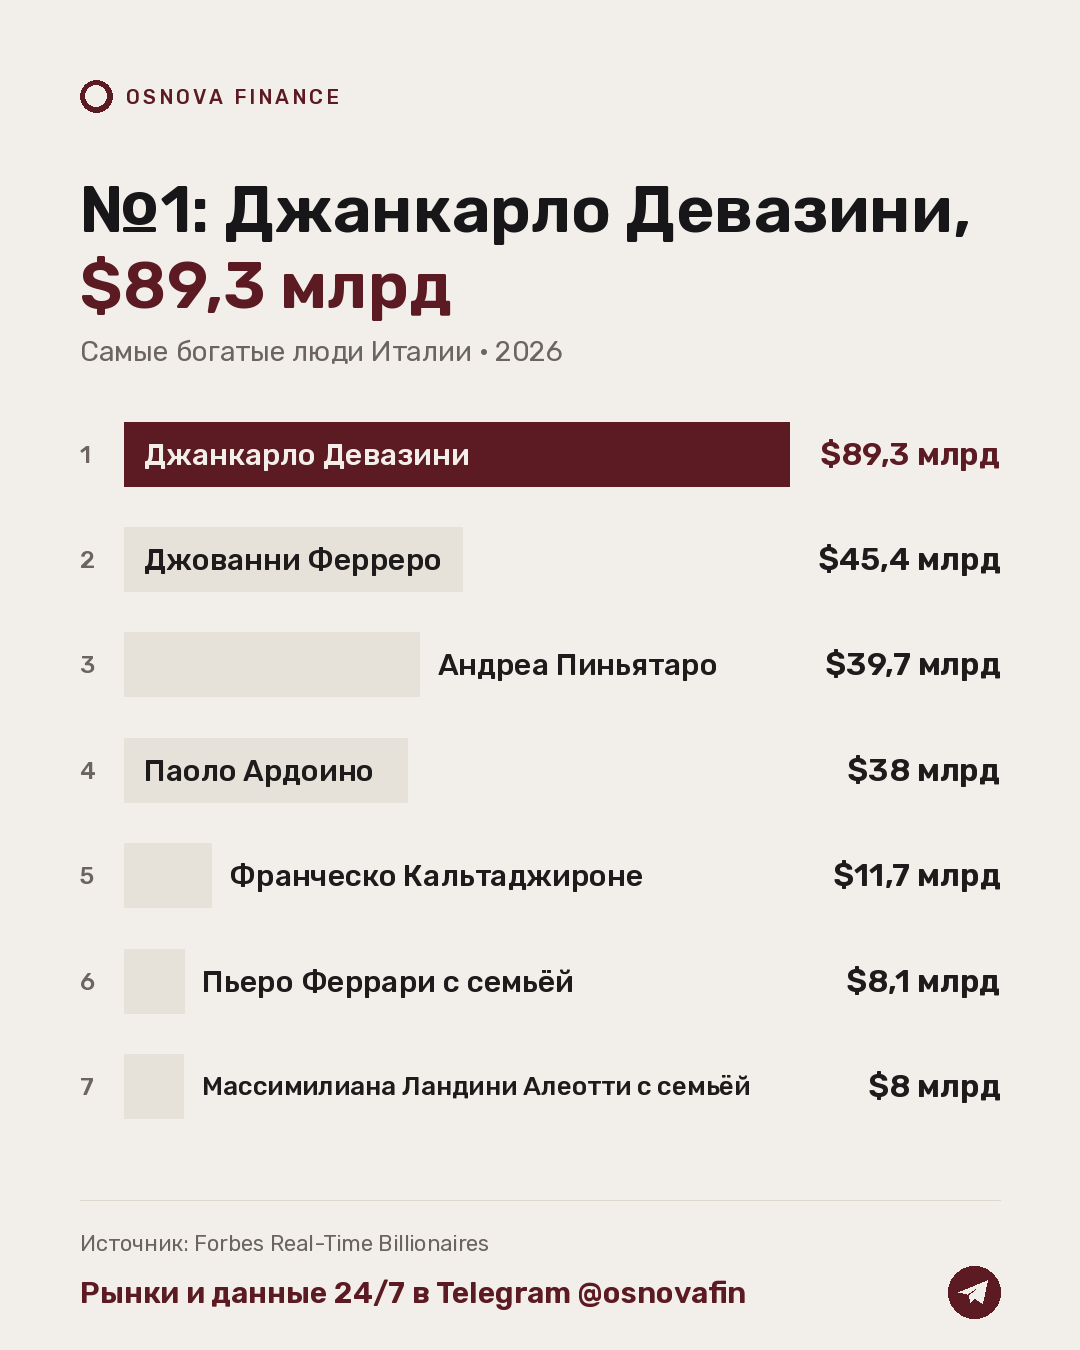 OSNOVA FINANCE
№1: Джанкарло Девазини,
$89,3 млрд
Самые богатые люди Италии • 2026
1 Джанкарло Девазини $89,3 млрд
2 Джованни Ферреро $45,4 млрд
3 Андреа Пиньятаро $39,7 млрд
4 Паоло Ардоино $38 млрд
5 Франческо Кальтаджироне $11,7 млрд
6 Пьеро Феррари с семьёй $8,1 млрд
7 Массимилиана Ландини Алеотти с семьёй $8 млрд
Источник: Forbes Real-Time Billionaires
Рынки и данные 24/7 в Telegram @osnovafin